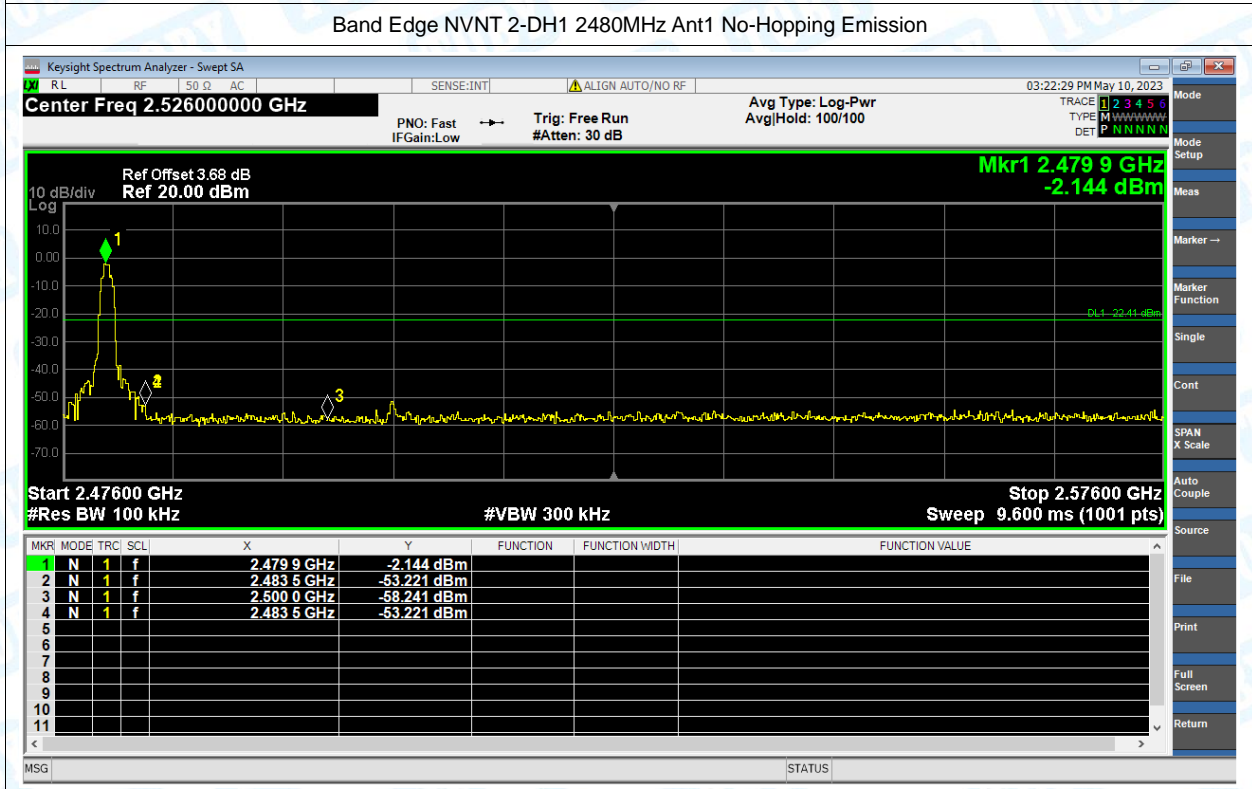 Band Edge NVNT 2-DH1 2480MHz Ant1 No-Hopping Emission
Keysight Spectrum Analyzer - Swept SA
LXI RL RF 50 Ω AC SENSE:INT ALIGN AUTO/NO RF 03:22:29 PM May 10, 2023
Center Freq 2.526000000 GHz
PNO: Fast
IFGain:Low
Trig: Free Run
#Atten: 30 dB
Avg Type: Log-Pwr
Avg|Hold: 100/100
TRACE 1 2 3 4 5 6
TYPE M WWWWW
DET P N N N N N
Mkr1 2.479 9 GHz
-2.144 dBm
Ref Offset 3.68 dB
10 dB/div Ref 20.00 dBm
Log
10.0
0.00
-10.0
-20.0
-30.0
-40.0
-50.0
-60.0
-70.0
1
2
3
DL1 -22.41 dBm
Start 2.47600 GHz Stop 2.57600 GHz
#Res BW 100 kHz #VBW 300 kHz Sweep 9.600 ms (1001 pts)
MKR MODE TRC SCL X Y FUNCTION FUNCTION WIDTH FUNCTION VALUE
1 N 1 f 2.479 9 GHz -2.144 dBm
2 N 1 f 2.483 5 GHz -53.221 dBm
3 N 1 f 2.500 0 GHz -58.241 dBm
4 N 1 f 2.483 5 GHz -53.221 dBm
5
6
7
8
9
10
11
MSG STATUS
Mode
Mode Setup
Meas
Marker →
Marker Function
Single
Cont
SPAN X Scale
Auto Couple
Source
File
Print
Full Screen
Return